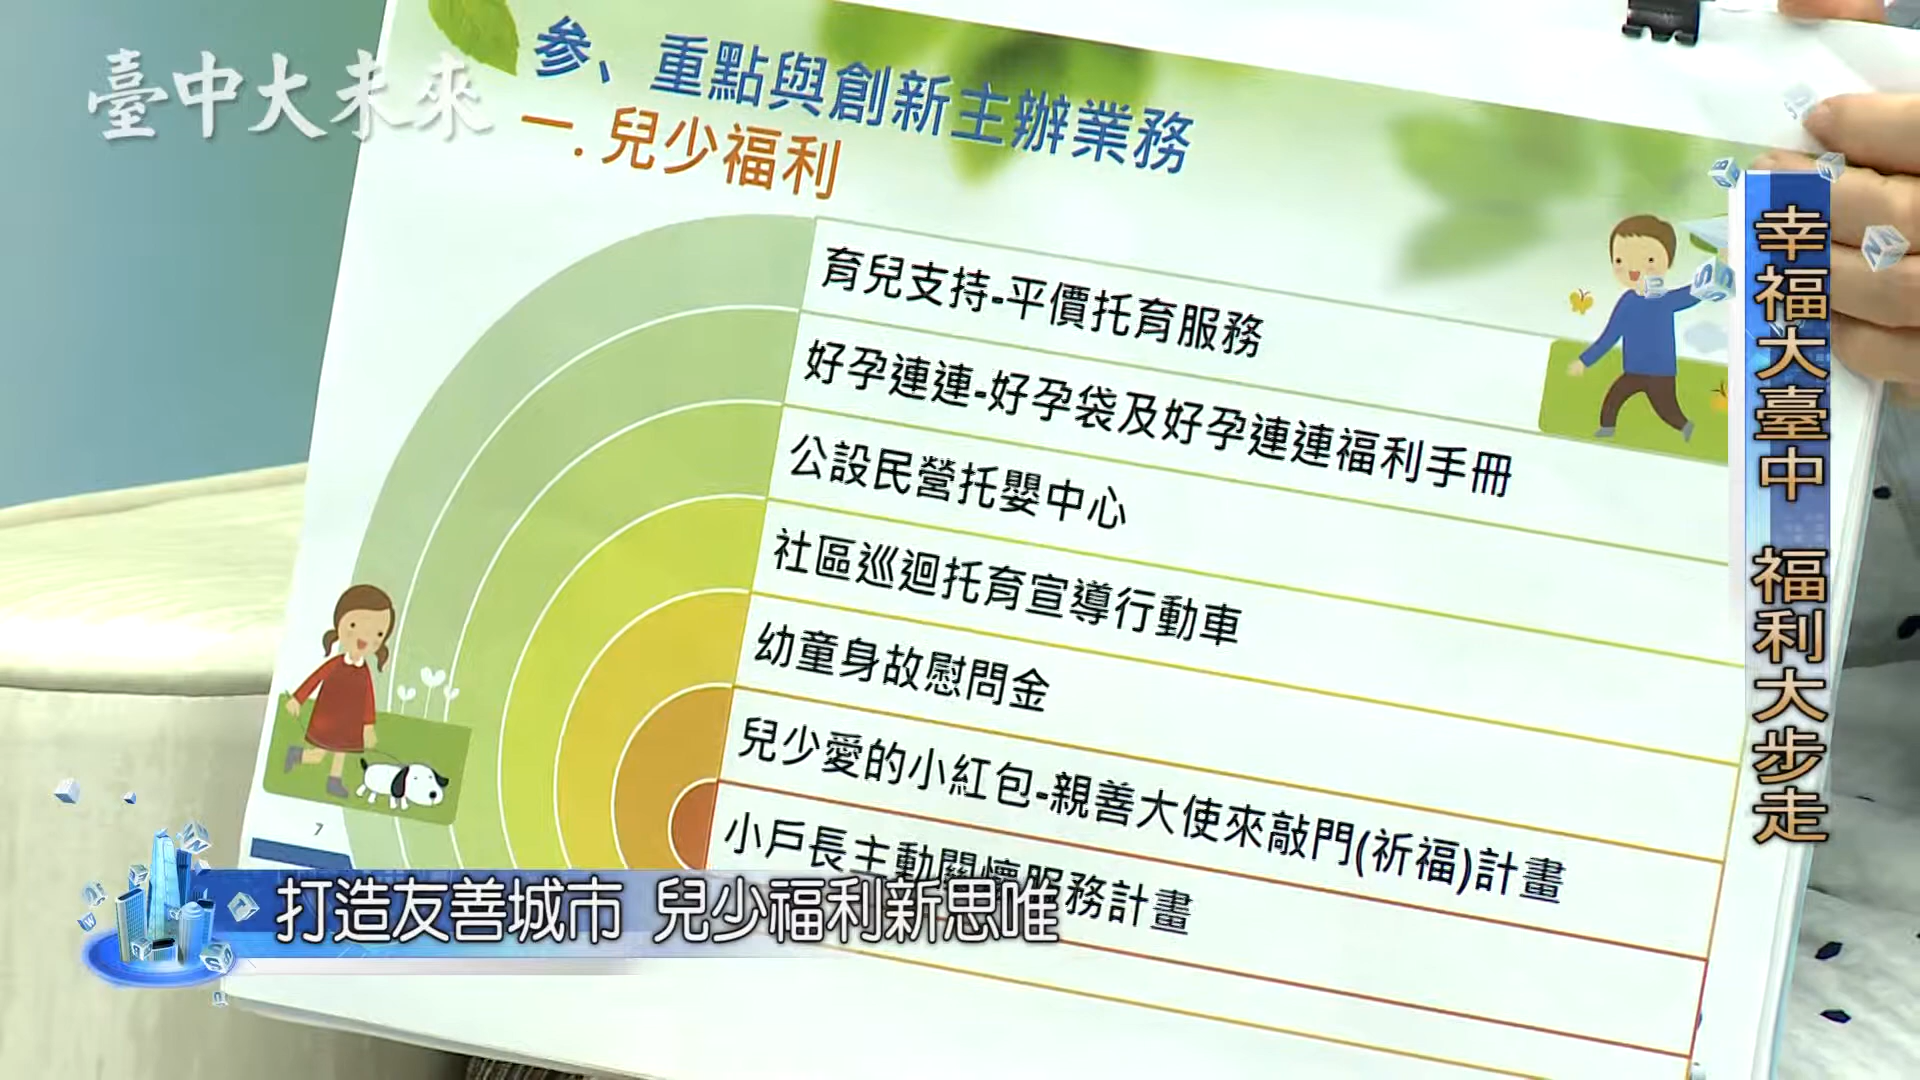 臺中大未來
參、重點與創新主辦業務
一. 兒少福利
育兒支持-平價托育服務
好孕連連-好孕袋及好孕連連福利手冊
公設民營托嬰中心
社區巡迴托育宣導行動車
幼童身故慰問金
兒少愛的小紅包-親善大使來敲門(祈福)計畫
小戶長主動關懷服務計畫
7
打造友善城市 兒少福利新思唯
幸福大臺中 福利大步走